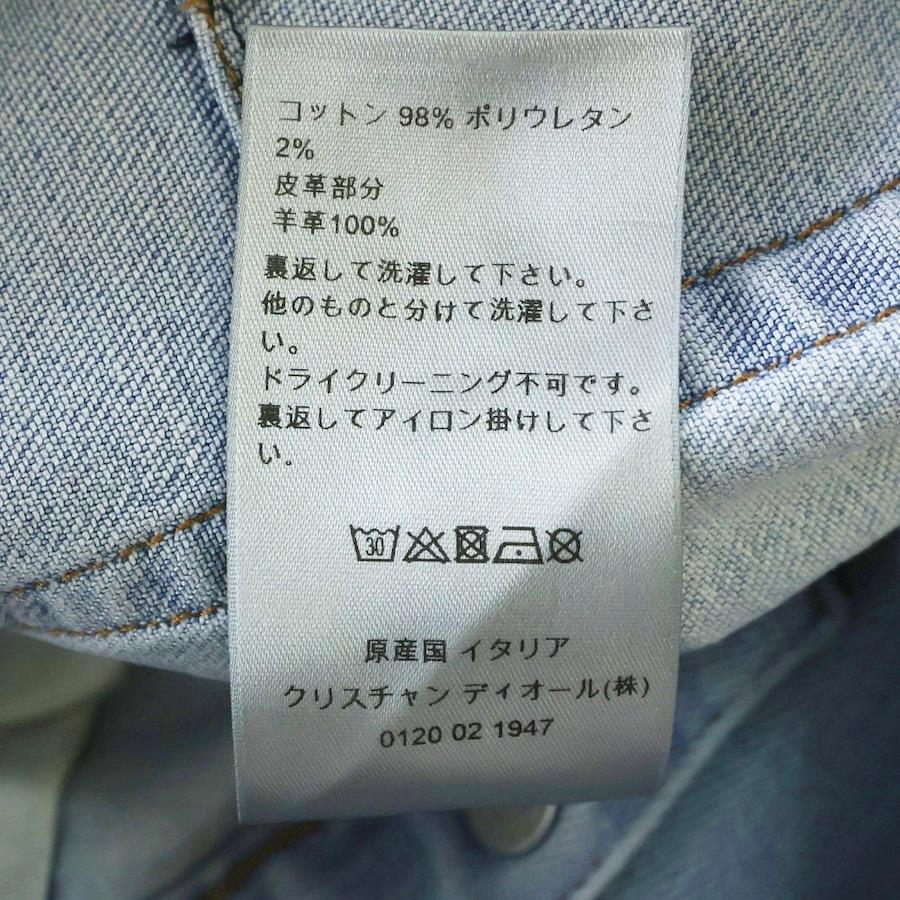 コットン 98% ポリウレタン
2%
皮革部分
羊革100%
裏返して洗濯して下さい。
他のものと分けて洗濯して下さ
い。
ドライクリーニング不可です。
裏返してアイロン掛けして下さ
い。
30
原産国 イタリア
クリスチャン ディオール(株)
0120 02 1947